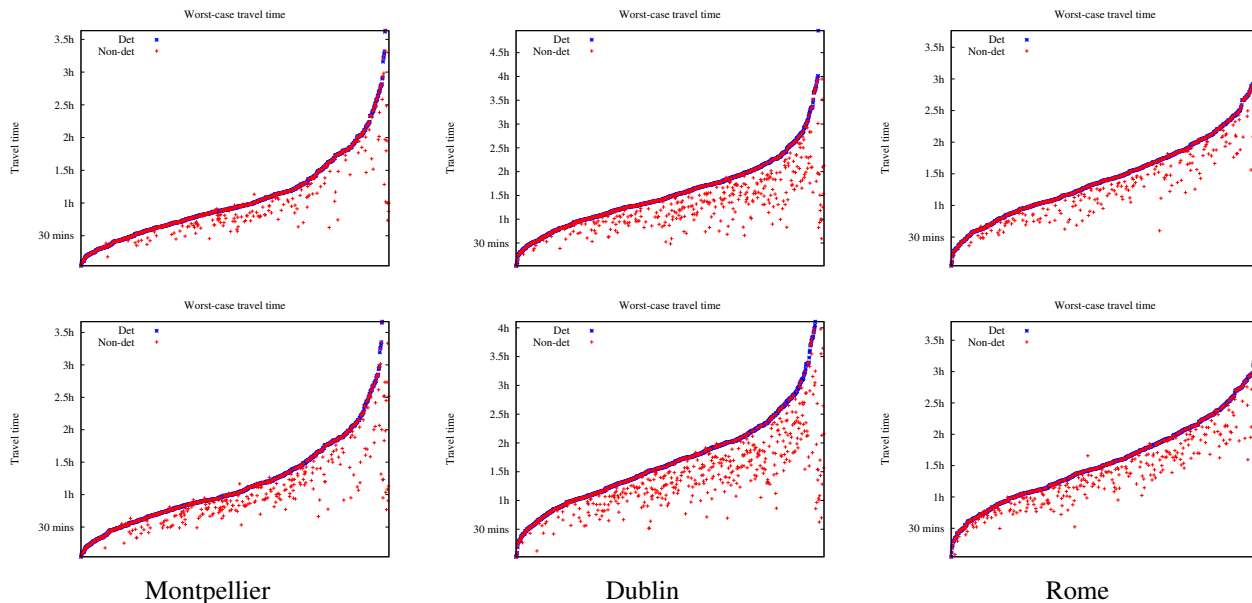 Worst-case travel time
3.5h
3h
2.5h
2h
1.5h
1h
30 mins
Travel time
Det
Non-det
Worst-case travel time
4.5h
4h
3.5h
3h
2.5h
2h
1.5h
1h
30 mins
Travel time
Det
Non-det
Worst-case travel time
3.5h
3h
2.5h
2h
1.5h
1h
30 mins
Travel time
Det
Non-det
Worst-case travel time
3.5h
3h
2.5h
2h
1.5h
1h
30 mins
Travel time
Det
Non-det
Worst-case travel time
4h
3.5h
3h
2.5h
2h
1.5h
1h
30 mins
Travel time
Det
Non-det
Worst-case travel time
3.5h
3h
2.5h
2h
1.5h
1h
30 mins
Travel time
Det
Non-det
Montpellier
Dublin
Rome